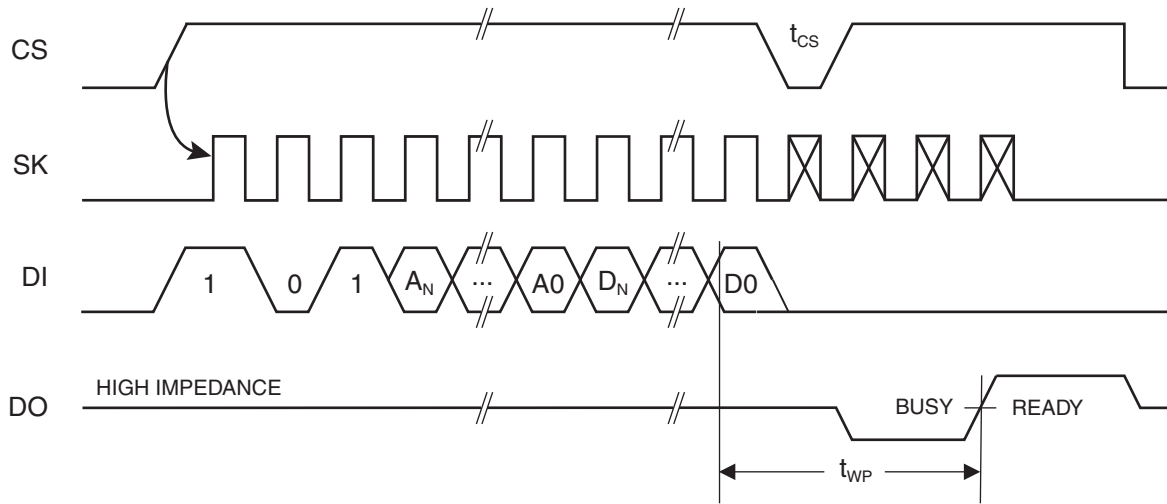 CS
t_CS
SK
DI 1 0 1 A_N ... A0 D_N ... D0
HIGH IMPEDANCE
DO
BUSY READY
t_WP